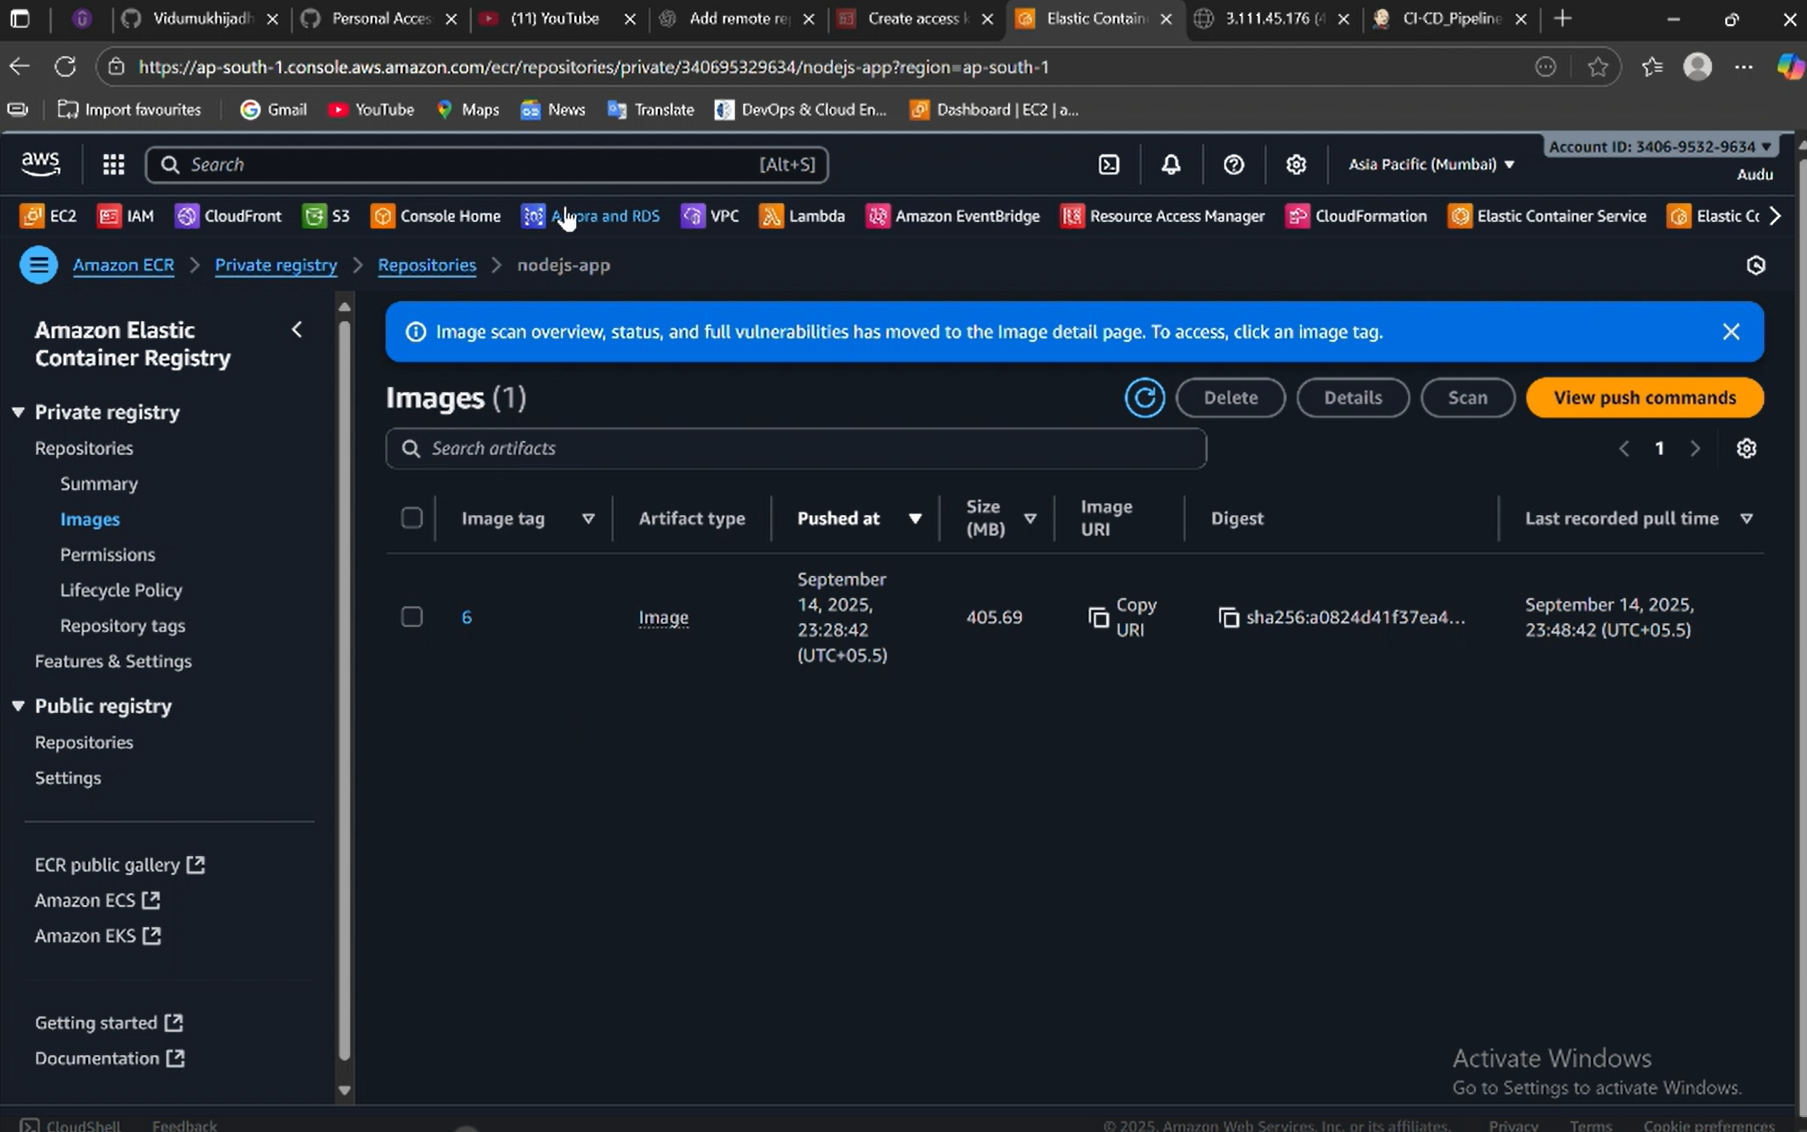 Vidumukhijadh
Personal Acces
(11) YouTube
Add remote re
Create access k
Elastic Contain
3.111.45.176 (4
CI-CD_Pipeline
https://ap-south-1.console.aws.amazon.com/ecr/repositories/private/340695329634/nodejs-app?region=ap-south-1
Import favourites
Gmail
YouTube
Maps
News
Translate
DevOps & Cloud En...
Dashboard | EC2 | a...
aws
Search
[Alt+S]
Asia Pacific (Mumbai)
Account ID: 3406-9532-9634
Audu
EC2
IAM
CloudFront
S3
Console Home
and RDS
VPC
Lambda
Amazon EventBridge
Resource Access Manager
CloudFormation
Elastic Container Service
Elastic Co
Amazon ECR
Private registry
Repositories
nodejs-app
Amazon Elastic
Container Registry
Private registry
Repositories
Summary
Images
Permissions
Lifecycle Policy
Repository tags
Features & Settings
Public registry
Repositories
Settings
ECR public gallery
Amazon ECS
Amazon EKS
Getting started
Documentation
Image scan overview, status, and full vulnerabilities has moved to the Image detail page. To access, click an image tag.
Images (1)
Delete
Details
Scan
View push commands
Search artifacts
1
Image tag
Artifact type
Pushed at
Size
(MB)
Image
URI
Digest
Last recorded pull time
6
Image
September
14, 2025,
23:28:42
(UTC+05.5)
405.69
Copy
URI
sha256:a0824d41f37ea4...
September 14, 2025,
23:48:42 (UTC+05.5)
Activate Windows
Go to Settings to activate Windows.
CloudShell
Feedback
© 2025, Amazon Web Services, Inc. or its affiliates.
Privacy
Terms
Cookie preferences